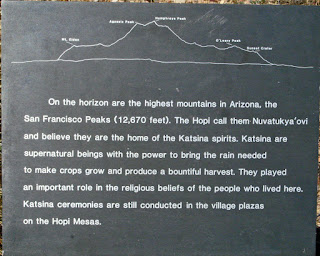 Humphreys Peak
Agassiz Peak
O'Leary Peak
Mt. Elden
Sunset Crater
On the horizon are the highest mountains in Arizona, the
San Francisco Peaks (12,670 feet). The Hopi call them Nuvatukya'ovi
and believe they are the home of the Katsina spirits. Katsina are
supernatural beings with the power to bring the rain needed
to make crops grow and produce a bountiful harvest. They played
an important role in the religious beliefs of the people who lived here.
Katsina ceremonies are still conducted in the village plazas
on the Hopi Mesas.